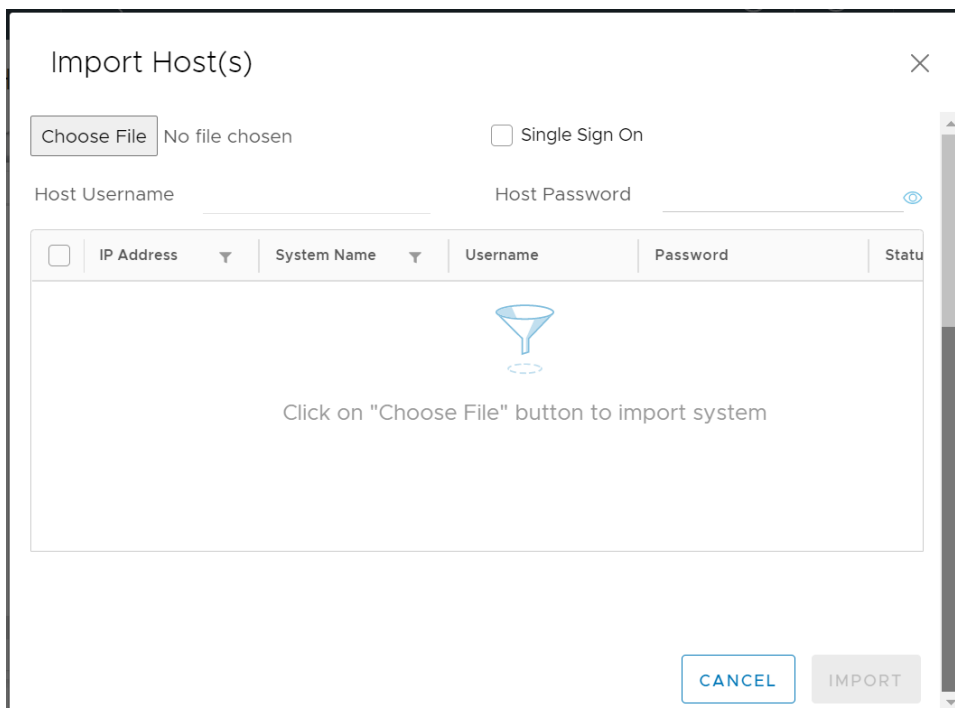 Import Host(s)
Choose File No file chosen
Single Sign On
Host Username
Host Password
IP Address
System Name
Username
Password
Statu
Click on "Choose File" button to import system
CANCEL
IMPORT